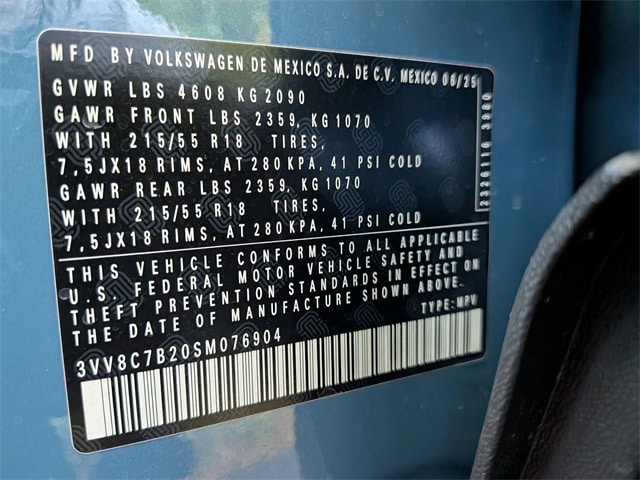 MFD BY VOLKSWAGEN DE MEXICO S.A. DE C.V. MEXICO 06/25
GVWR LBS 4608 KG 2090
GAWR FRONT LBS 2359, KG 1070
WITH 215/55 R18 TIRES,
7,5JX18 RIMS, AT 280 KPA, 41 PSI COLD
GAWR REAR LBS 2359, KG 1070
WITH 215/55 R18 TIRES,
7,5JX18 RIMS, AT 280 KPA, 41 PSI COLD
THIS VEHICLE CONFORMS TO ALL APPLICABLE
U.S. FEDERAL MOTOR VEHICLE SAFETY AND
THEFT PREVENTION STANDARDS IN EFFECT ON
THE DATE OF MANUFACTURE SHOWN ABOVE.
TYPE: MPV
3VV8C7B20SM076904